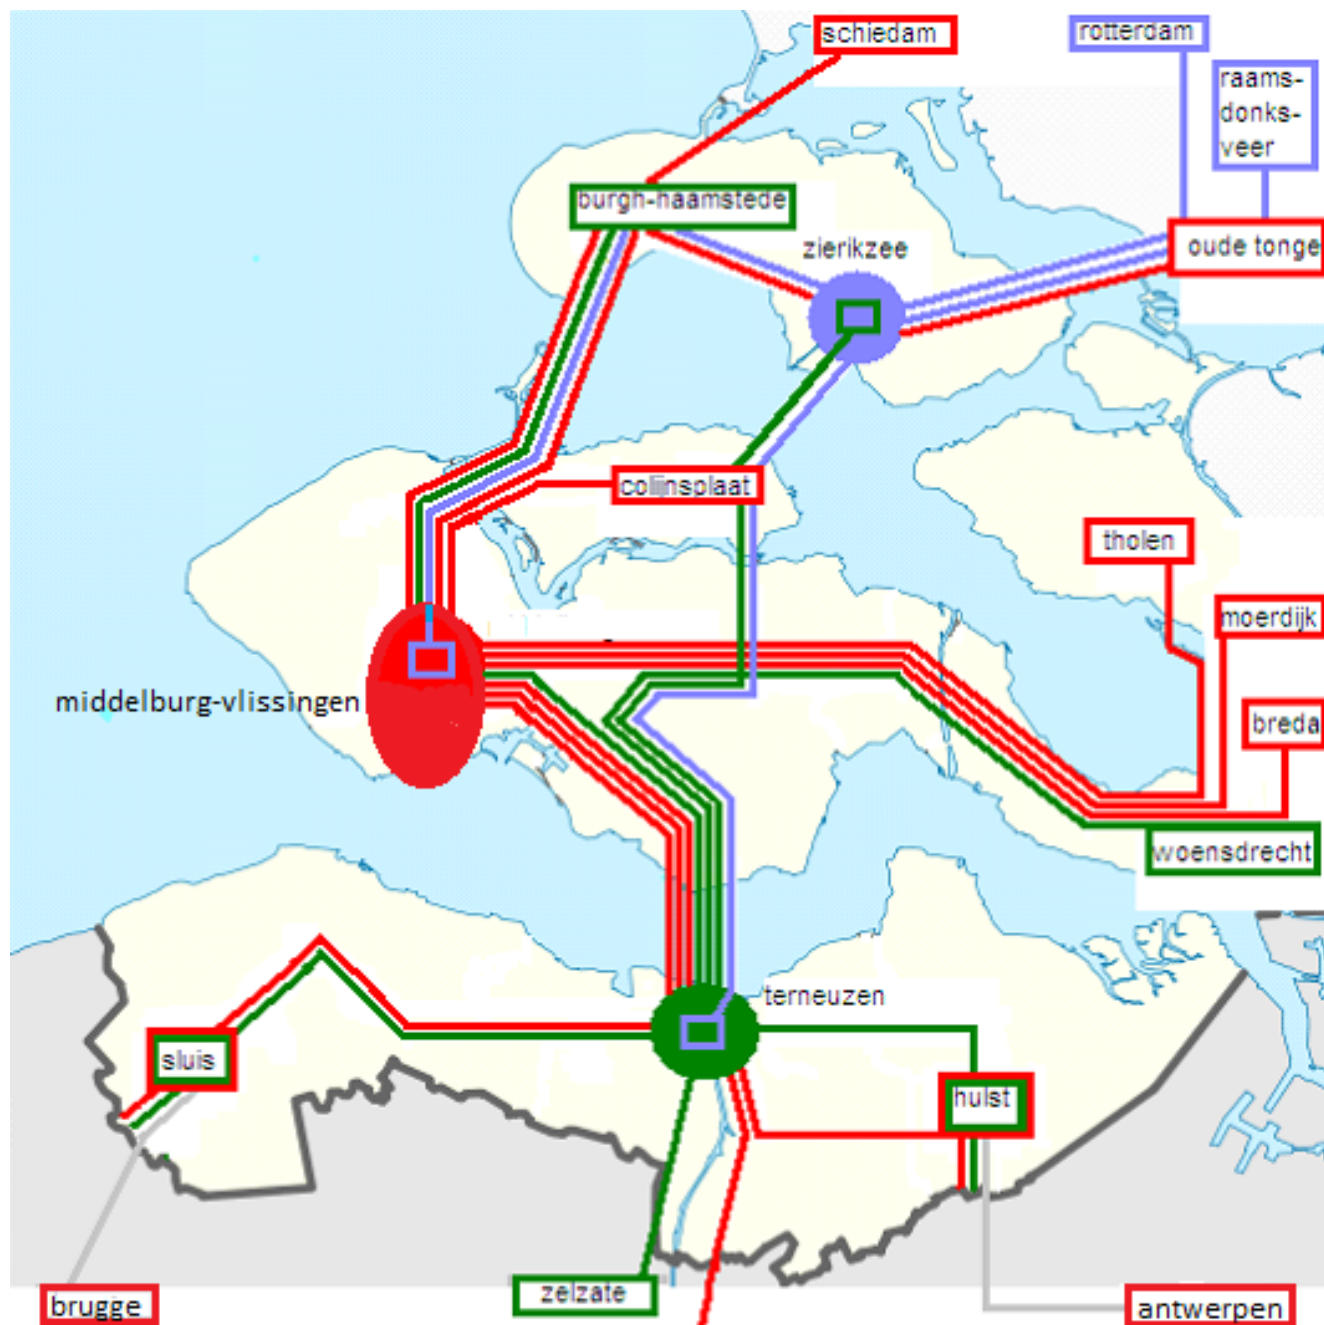 schiedam
rotterdam
raams-
donks-
veer
burgh-haamstede
zierikzee
oude tonge
colijnsplaat
tholen
moerdijk
middelburg-vlissingen
breda
woensdrecht
terneuzen
sluis
hulst
zelzate
brugge
antwerpen